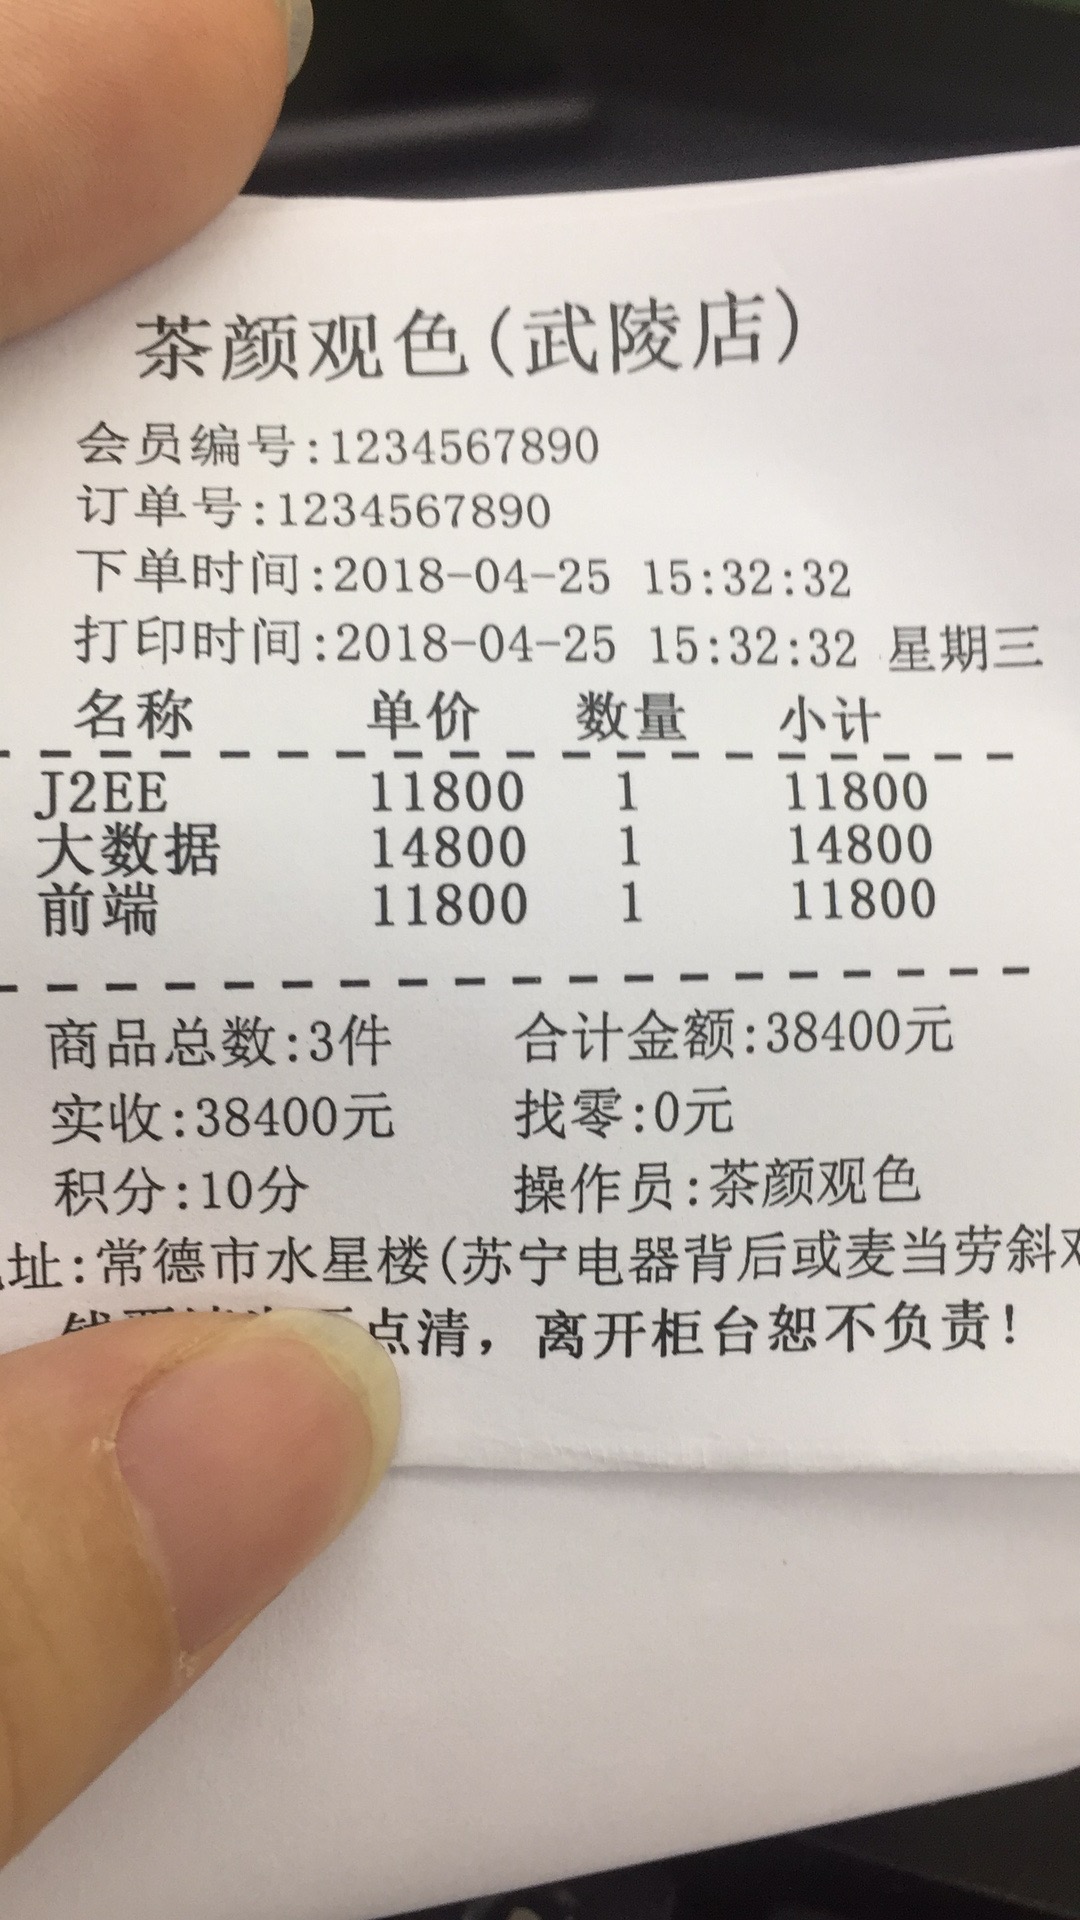 茶颜观色(武陵店)
会员编号:1234567890
订单号:1234567890
下单时间:2018-04-25 15:32:32
打印时间:2018-04-25 15:32:32 星期三
名称 单价 数量 小计
J2EE 11800 1 11800
大数据 14800 1 14800
前端 11800 1 11800
商品总数:3件 合计金额:38400元
实收:38400元 找零:0元
积分:10分 操作员:茶颜观色
址:常德市水星楼(苏宁电器背后或麦当劳斜
点清，离开柜台恕不负责！